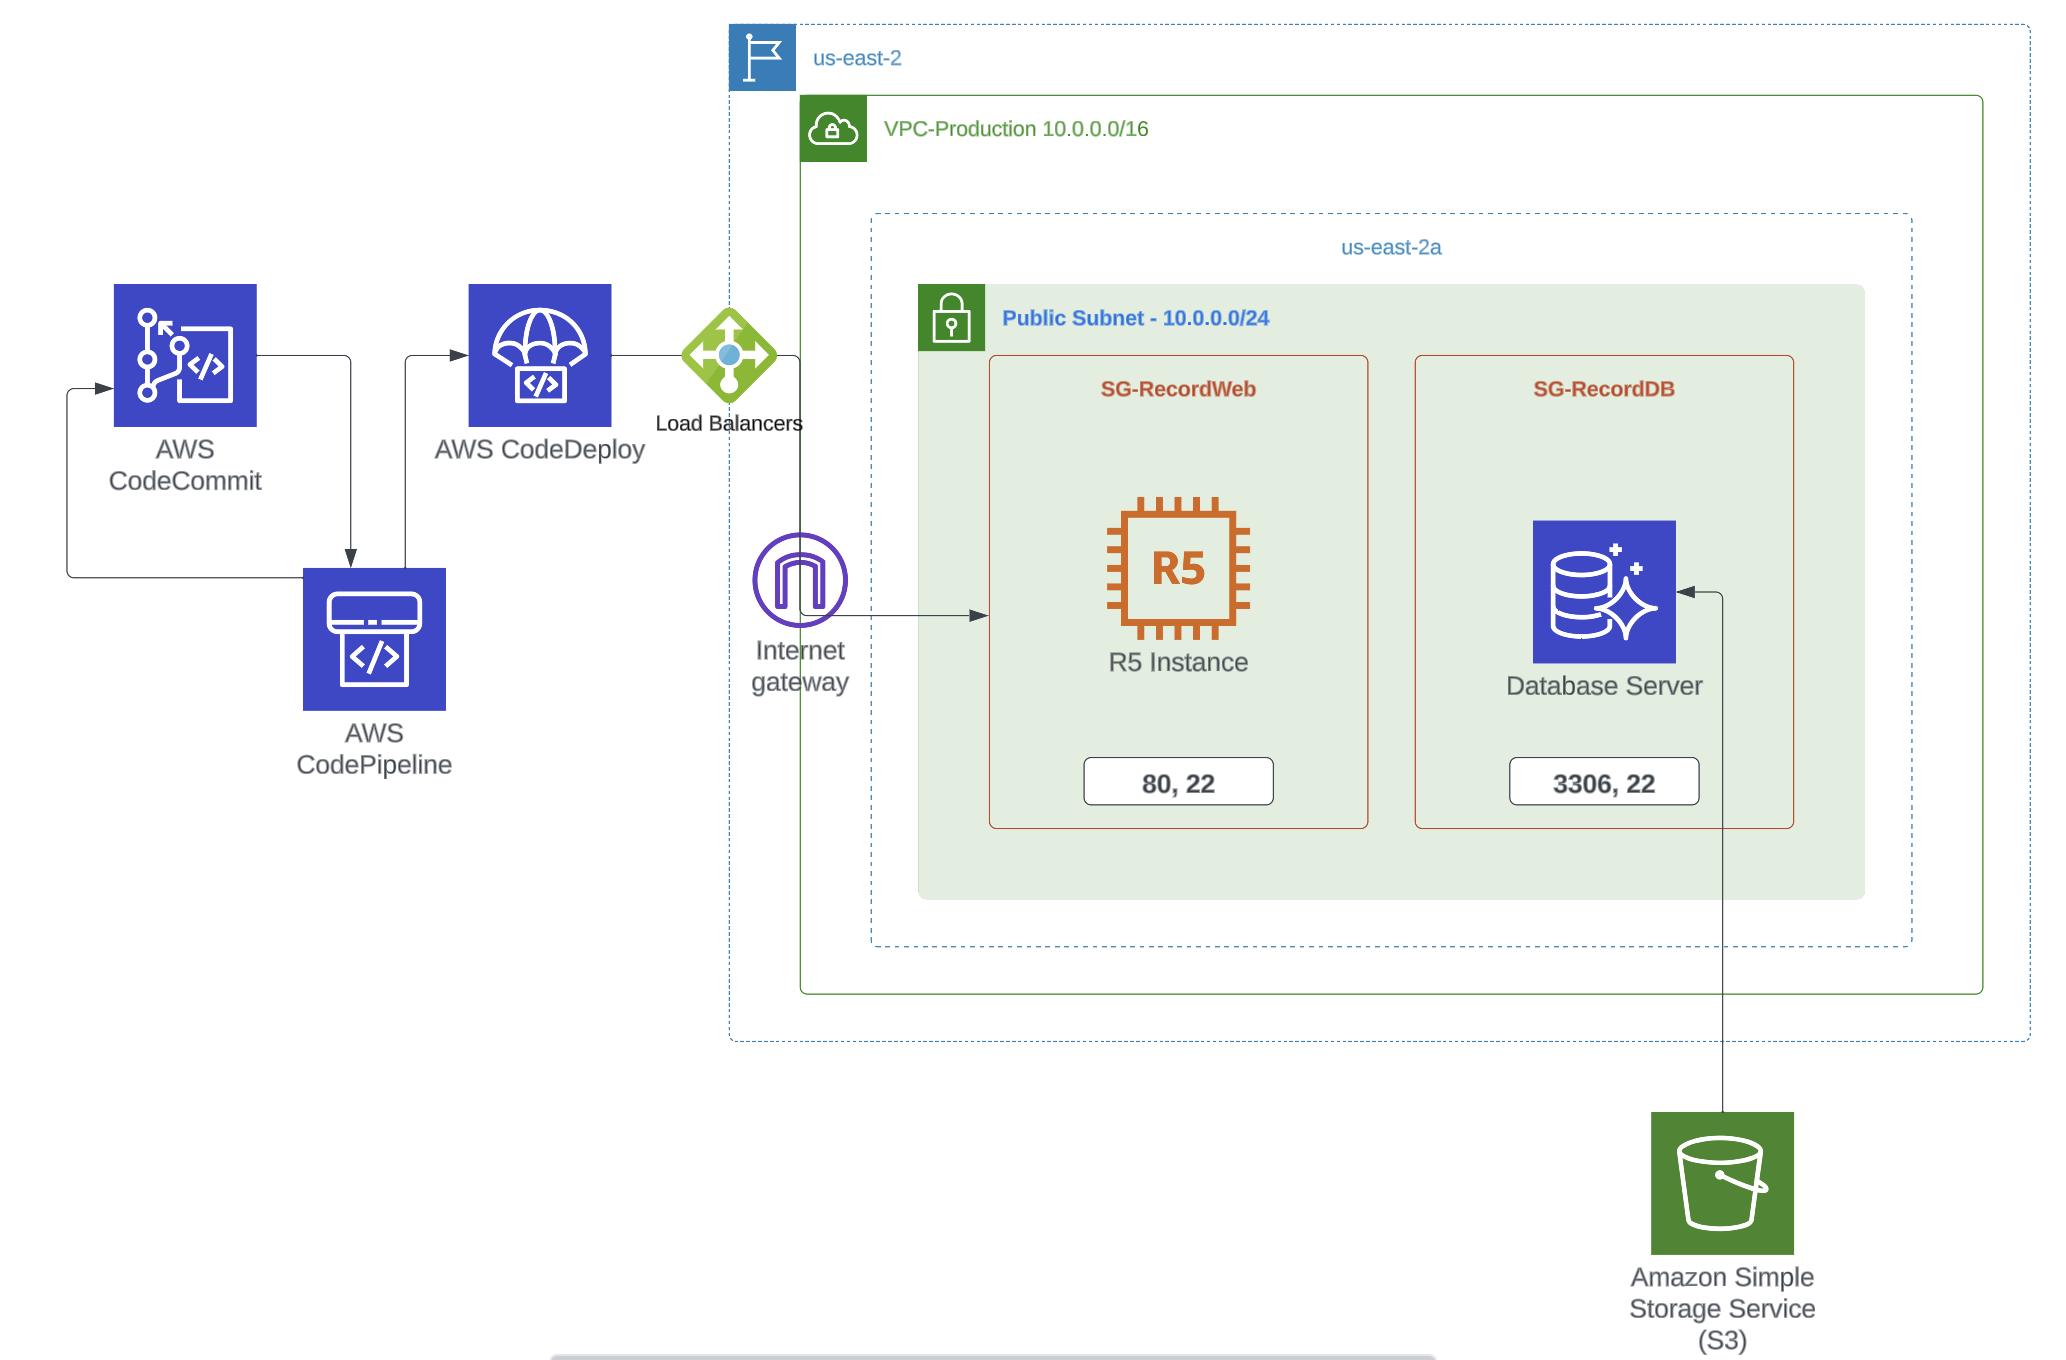 us-east-2
VPC-Production 10.0.0.0/16
us-east-2a
Public Subnet - 10.0.0.0/24
SG-RecordWeb
SG-RecordDB
AWS
CodeCommit
AWS CodeDeploy
Load Balancers
R5
R5 Instance
Internet
gateway
Database Server
AWS
CodePipeline
80, 22
3306, 22
Amazon Simple
Storage Service
(S3)